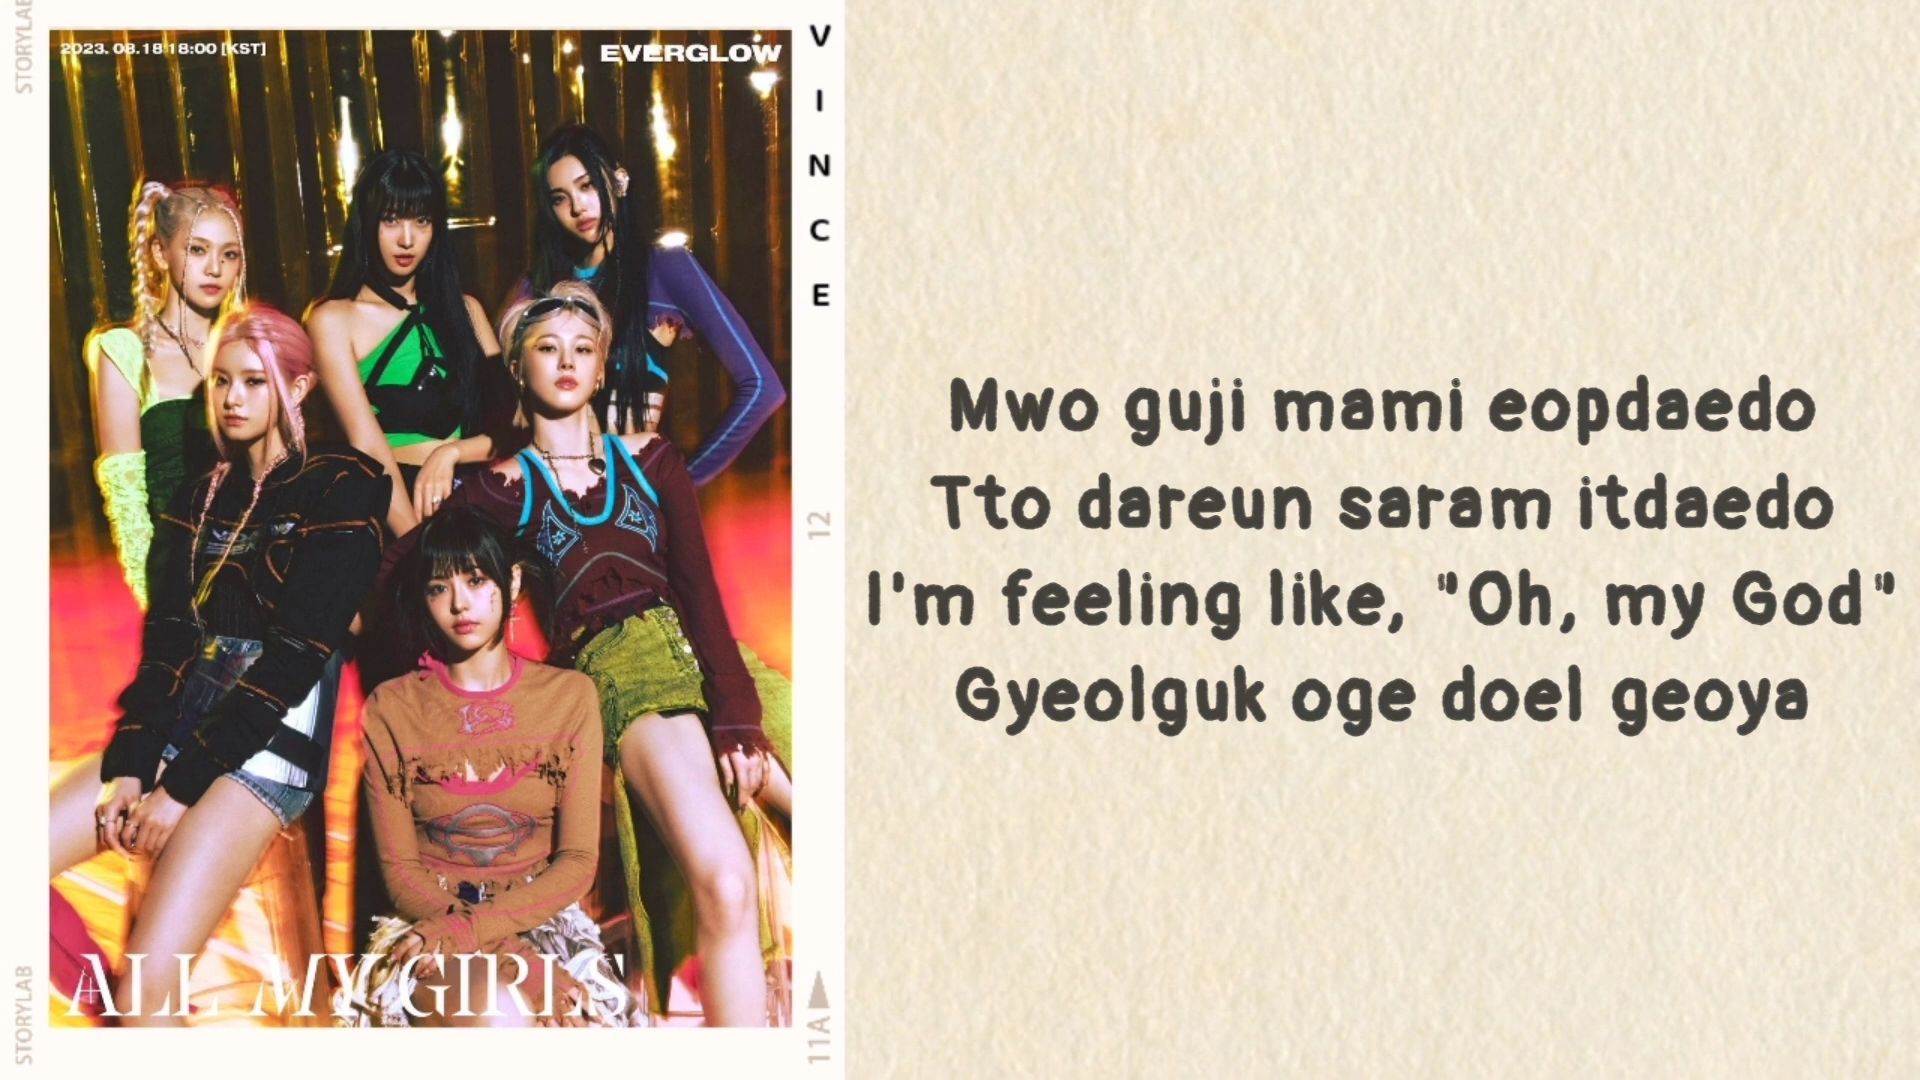 STORYLAB
2023. 08.18 18:00 [KST]
EVERGLOW
VINCE
12
ALL MY GIRLS
STORYLAB
11A
Mwo guji mami eopdaedo
Tto dareun saram itdaedo
I'm feeling like, "Oh, my God"
Gyeolguk oge doel geoya